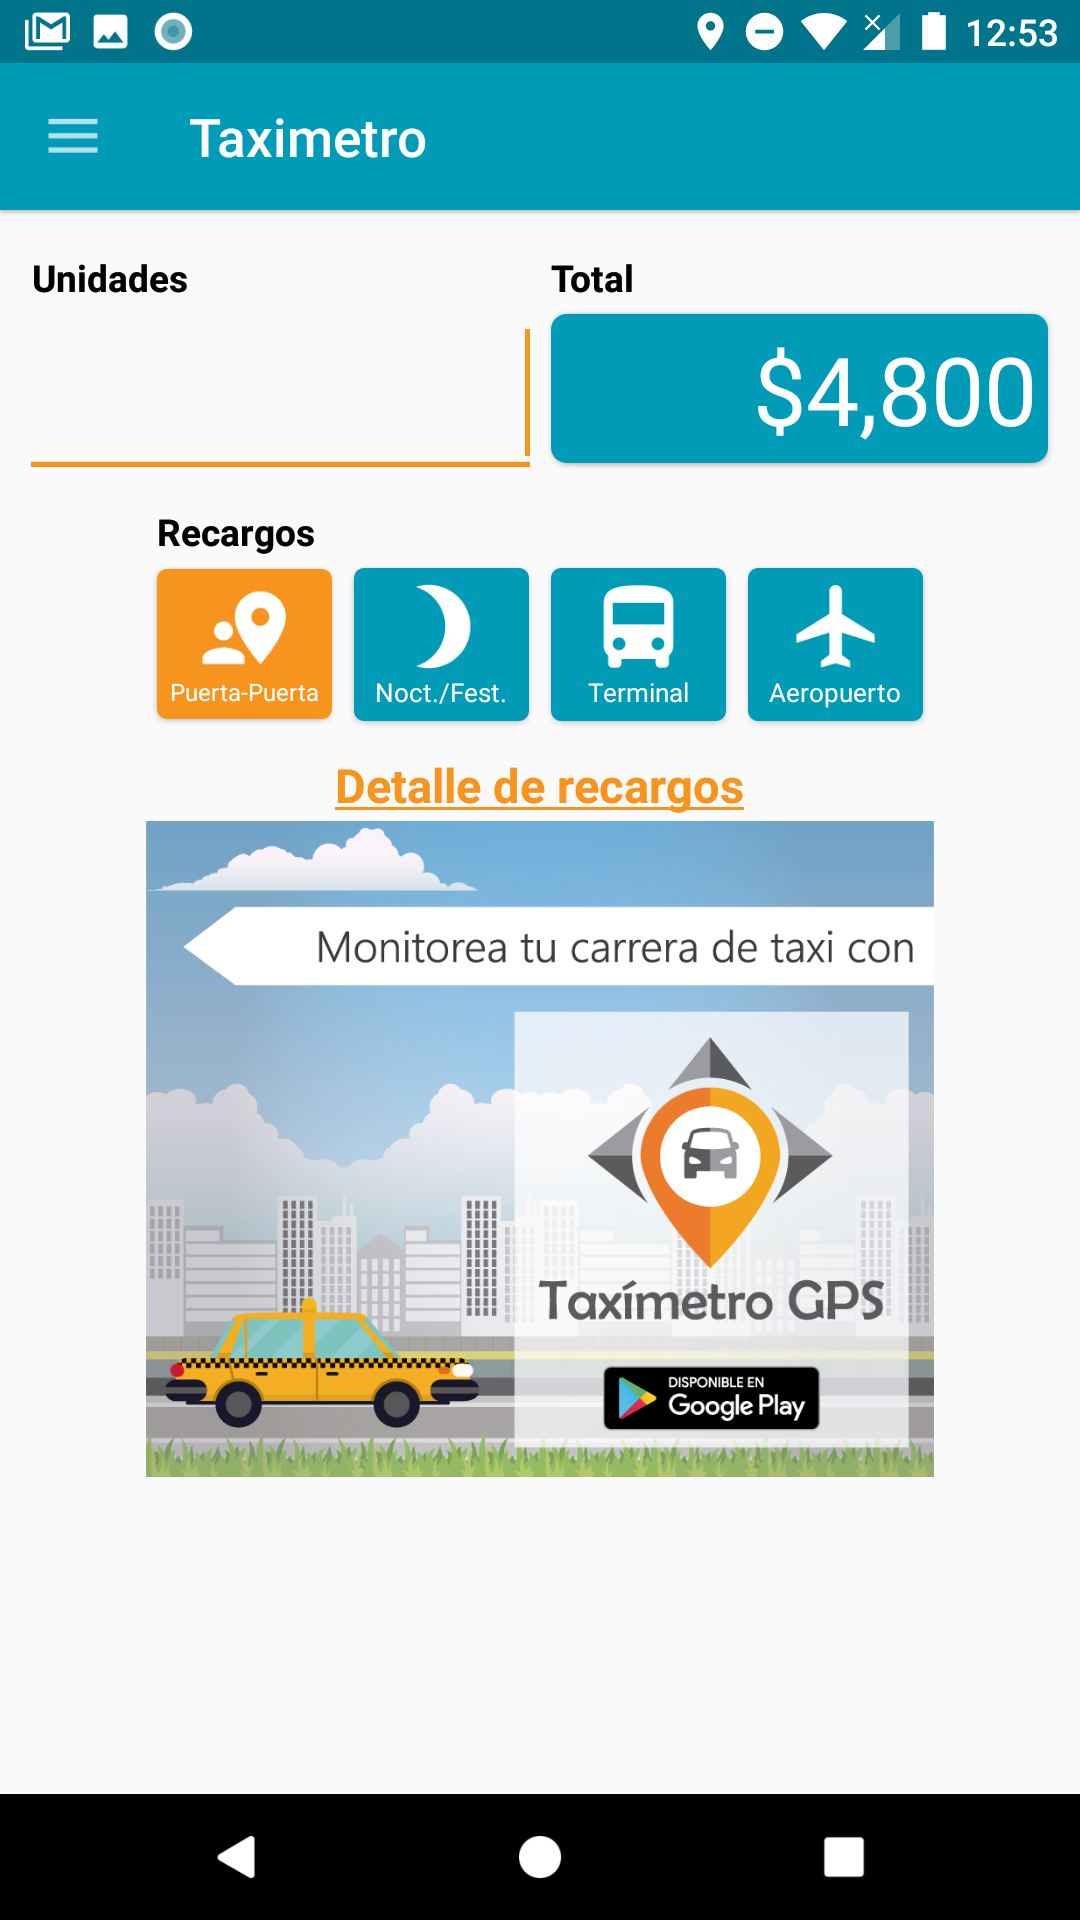 12:53
Taximetro
Unidades
Total
$4,800
Recargos
Puerta-Puerta
Noct./Fest.
Terminal
Aeropuerto
Detalle de recargos
Monitorea tu carrera de taxi con
Taxímetro GPS
DISPONIBLE EN
Google Play